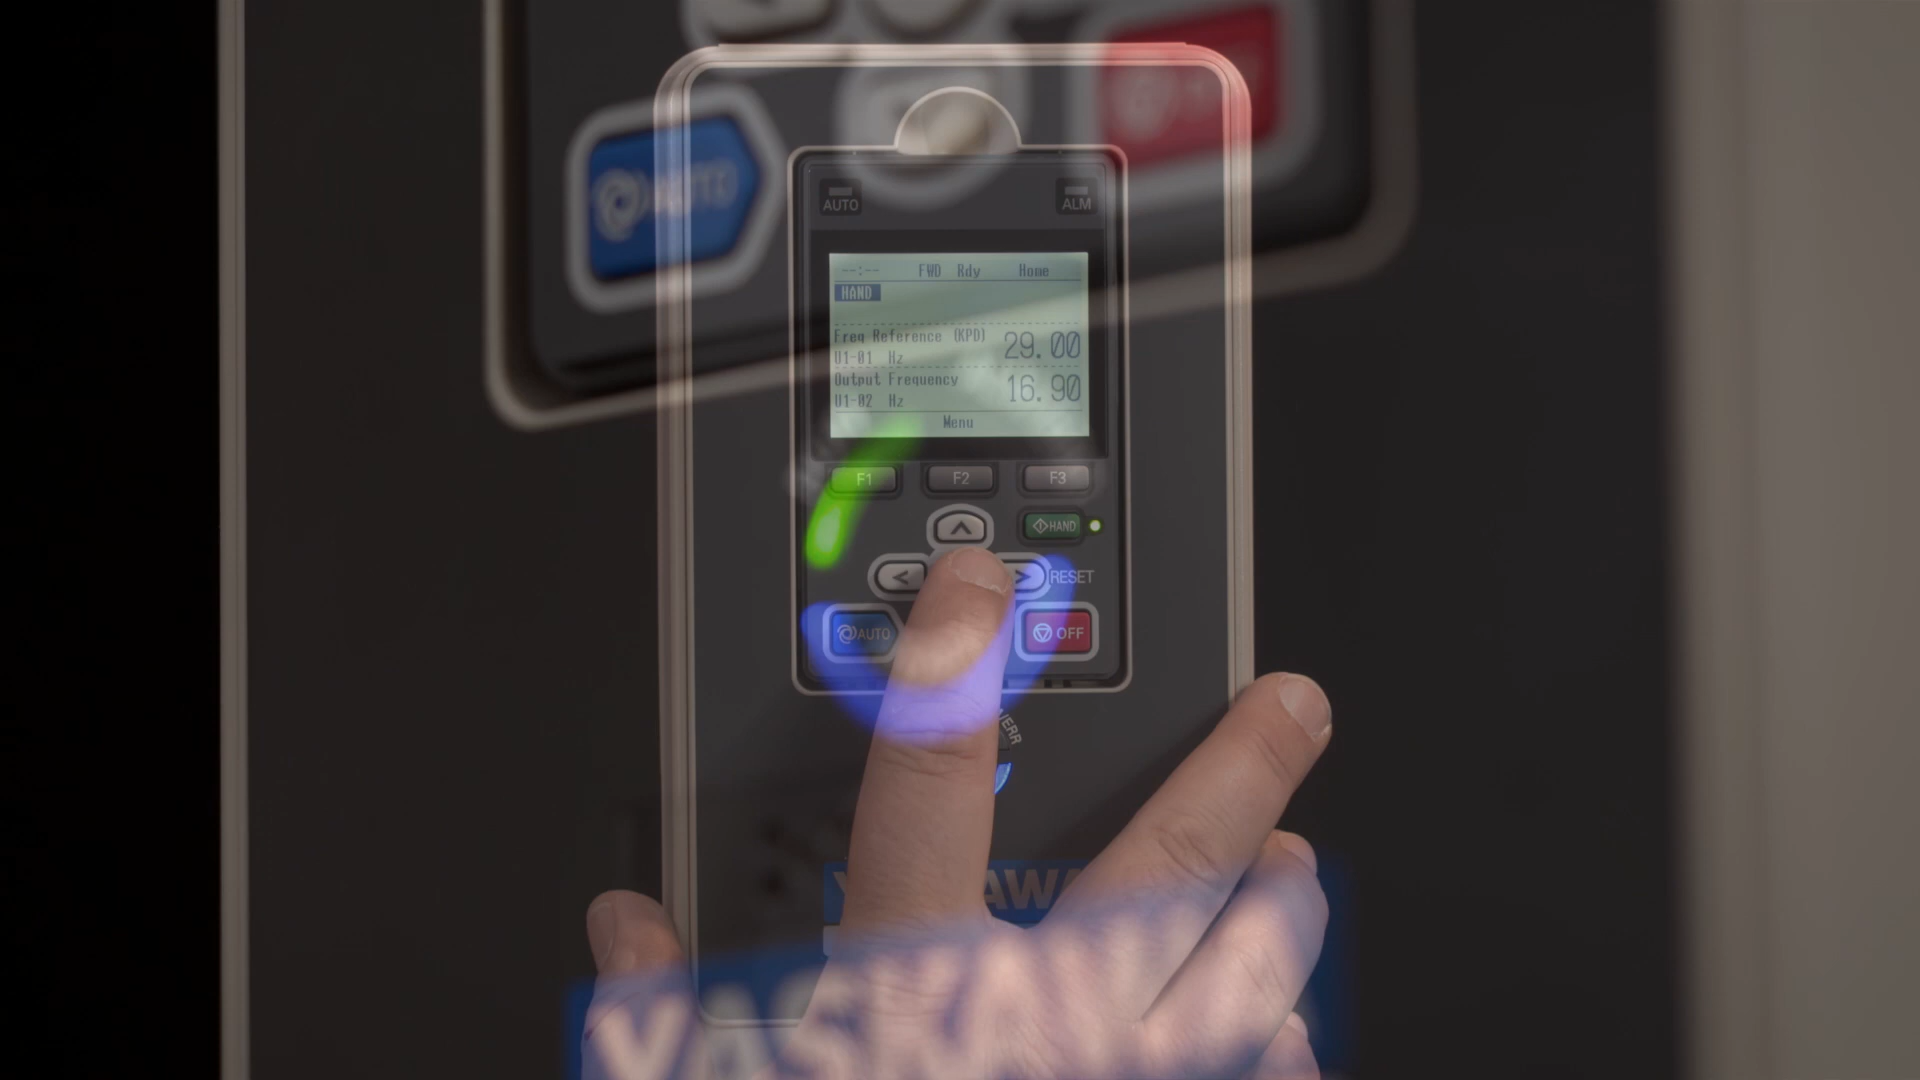 AUTO
ALM
--:-- FWD Rdy Home
HAND
Freq Reference (KPD) 29.00
U1-01 Hz
Output Frequency 16.90
U1-02 Hz
Menu
F1 F2 F3
HAND
RESET
AUTO
OFF
AUTO
/ERR